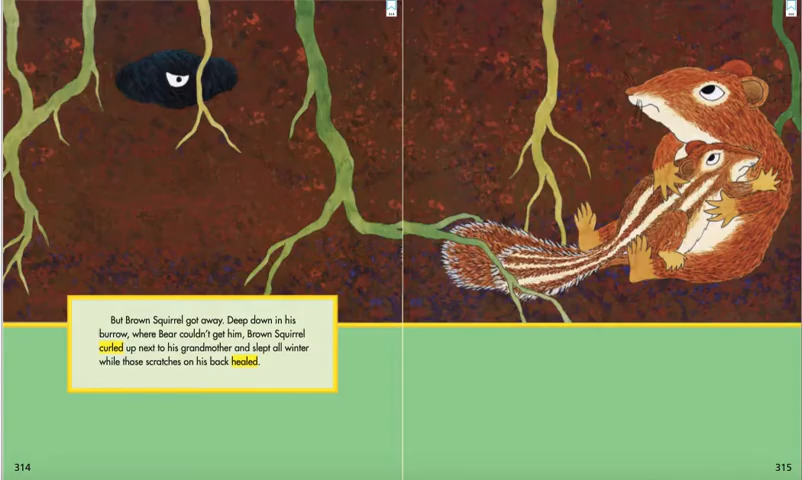 But Brown Squirrel got away. Deep down in his
burrow, where Bear couldn't get him, Brown Squirrel
curled up next to his grandmother and slept all winter
while those scratches on his back healed.
314
315